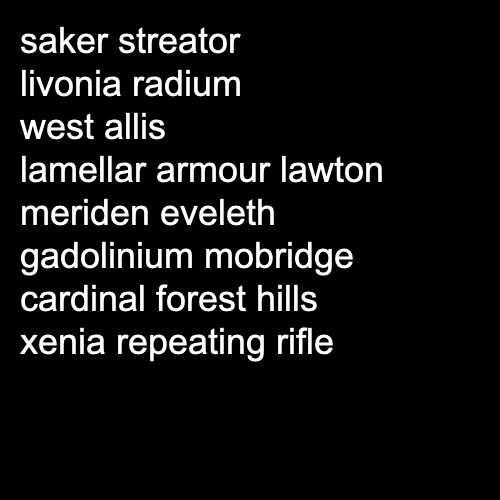 saker streator
livonia radium
west allis
lamellar armour lawton
meriden eveleth
gadolinium mobridge
cardinal forest hills
xenia repeating rifle